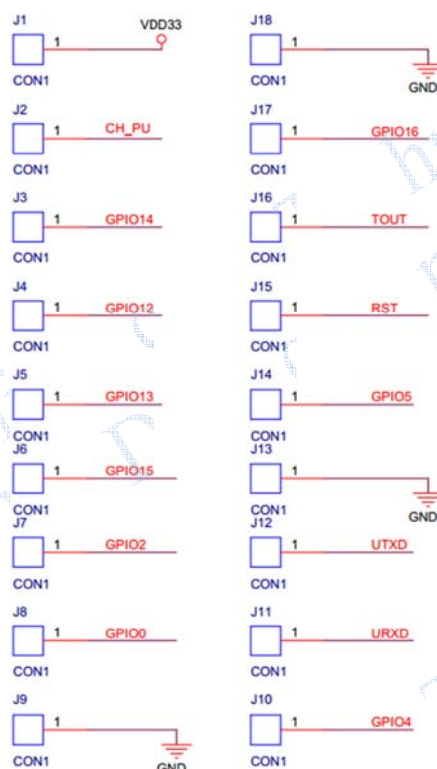 J1
VDD33
1
CON1
J2
1
CH_PU
CON1
J3
1
GPIO14
CON1
J4
1
GPIO12
CON1
J5
1
GPIO13
CON1
J6
1
GPIO15
CON1
J7
1
GPIO2
CON1
J8
1
GPIO0
CON1
J9
1
CON1
GND
J18
1
GND
CON1
J17
1
GPIO16
CON1
J16
1
TOUT
CON1
J15
1
RST
CON1
J14
1
GPIO5
CON1
J13
1
GND
CON1
J12
1
UTXD
CON1
J11
1
URXD
CON1
J10
1
GPIO4
CON1